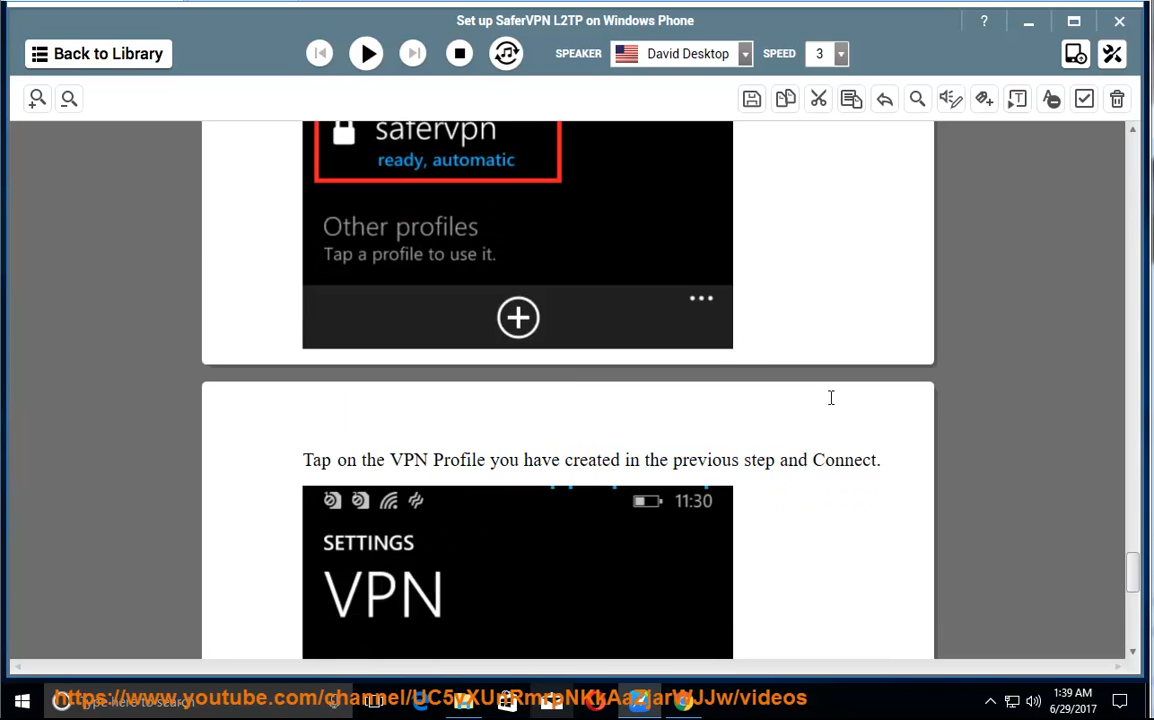 Set up SaferVPN L2TP on Windows Phone
?
Back to Library
SPEAKER
David Desktop
SPEED
3
safervpn
ready, automatic
Other profiles
Tap a profile to use it.
Tap on the VPN Profile you have created in the previous step and Connect.
11:30
SETTINGS
VPN
1:39 AM
6/29/2017